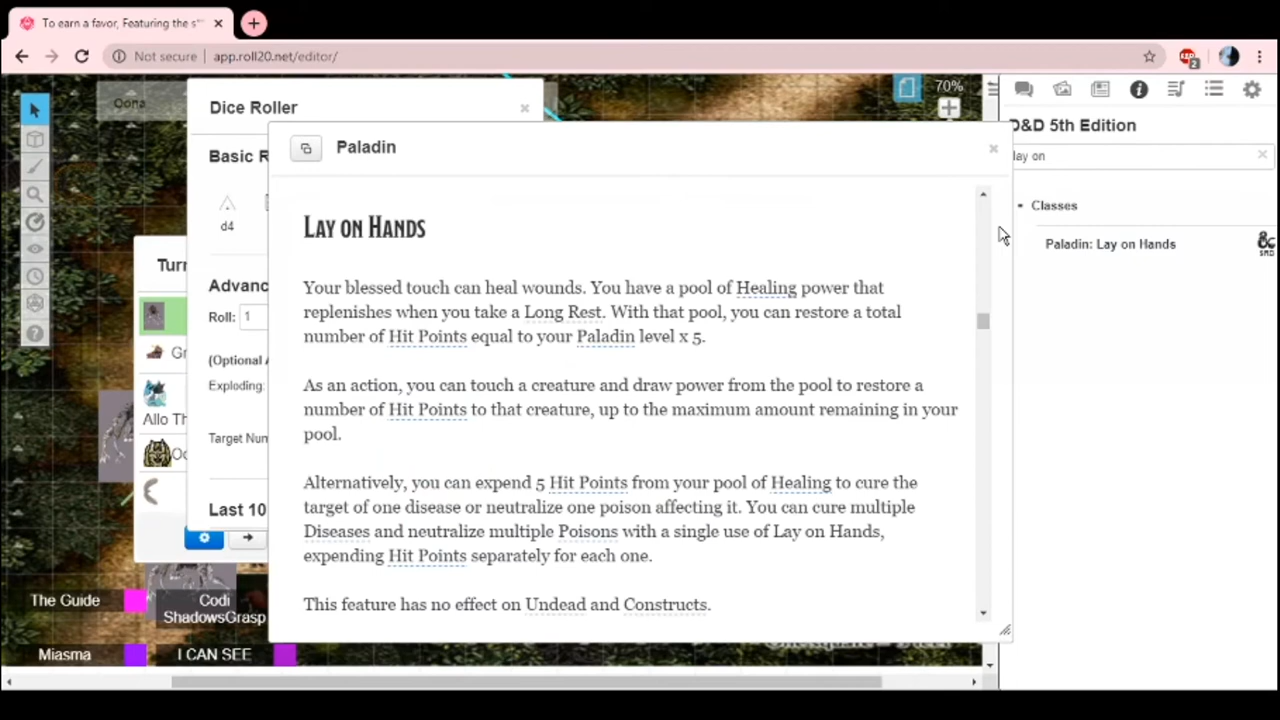 To earn a favor, Featuring the s
Not secure
app.roll20.net/editor/
2
Oona
Dice Roller
70%
Paladin
D&D 5th Edition
Basic R
lay on
Classes
Paladin: Lay on Hands
d4
Lay on Hands
Turn
Your blessed touch can heal wounds. You have a pool of Healing power that
replenishes when you take a Long Rest. With that pool, you can restore a total
number of Hit Points equal to your Paladin level x 5.
Advanc
Roll: 1
(Optional A
Exploding:
As an action, you can touch a creature and draw power from the pool to restore a
number of Hit Points to that creature, up to the maximum amount remaining in your
pool.
Gr
Allo Th
Target Num
Oo
Alternatively, you can expend 5 Hit Points from your pool of Healing to cure the
target of one disease or neutralize one poison affecting it. You can cure multiple
Diseases and neutralize multiple Poisons with a single use of Lay on Hands,
expending Hit Points separately for each one.
Last 10
This feature has no effect on Undead and Constructs.
The Guide
Codi
ShadowsGrasp
Miasma
I CAN SEE